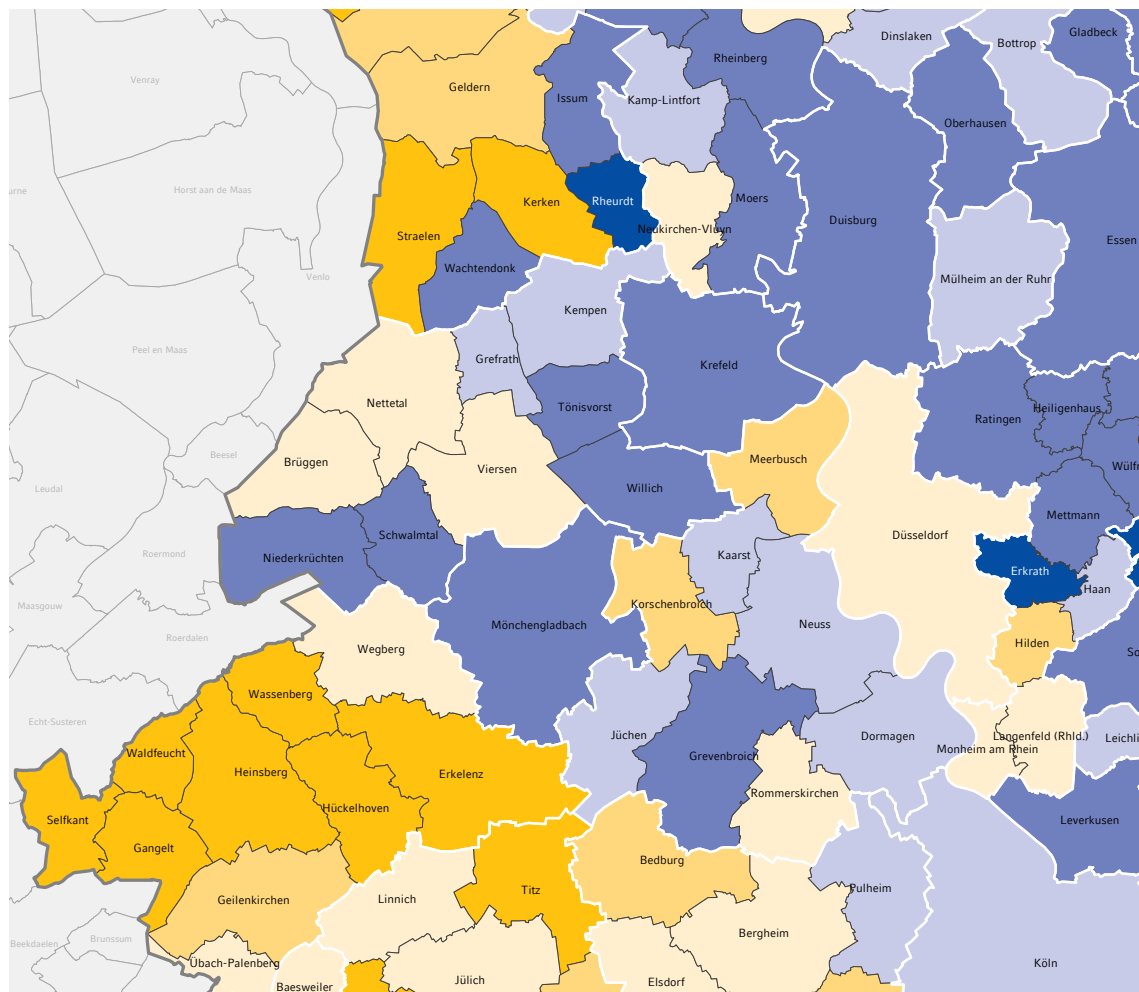 Gladbeck
Dinslaken
Bottrop
Rheinberg
Venray
Geldern
Issum
Kamp-Lintfort
Oberhausen
Horst aan de Maas
Kerken
Rheurdt
Moers
Duisburg
Neukirchen-Vluyn
Straelen
Essen
Wachtendonk
Venlo
Mülheim an der Ruhr
Kempen
Peel en Maas
Grefrath
Krefeld
Nettetal
Tönisvorst
Heiligenhaus
Ratingen
Beesel
Brüggen
Meerbusch
Viersen
Leudal
Willich
Mettmann
Schwalmtal
Düsseldorf
Roermond
Niederkrüchten
Kaarst
Erkrath
Haan
Maasgouw
Korschenbroich
Neuss
Mönchengladbach
Roerdalen
Hilden
Wegberg
Wassenberg
Echt-Susteren
Jüchen
Dormagen
Langenfeld (Rhld.)
Monheim am Rhein
Waldfeucht
Grevenbroich
Heinsberg
Erkelenz
Rommerskirchen
Hückelhoven
Selfkant
Leverkusen
Gangelt
Bedburg
Titz
Pulheim
Geilenkirchen
Linnich
Bergheim
Brunssum
Beekdaelen
Übach-Palenberg
Köln
Jülich
Elsdorf
Baesweiler